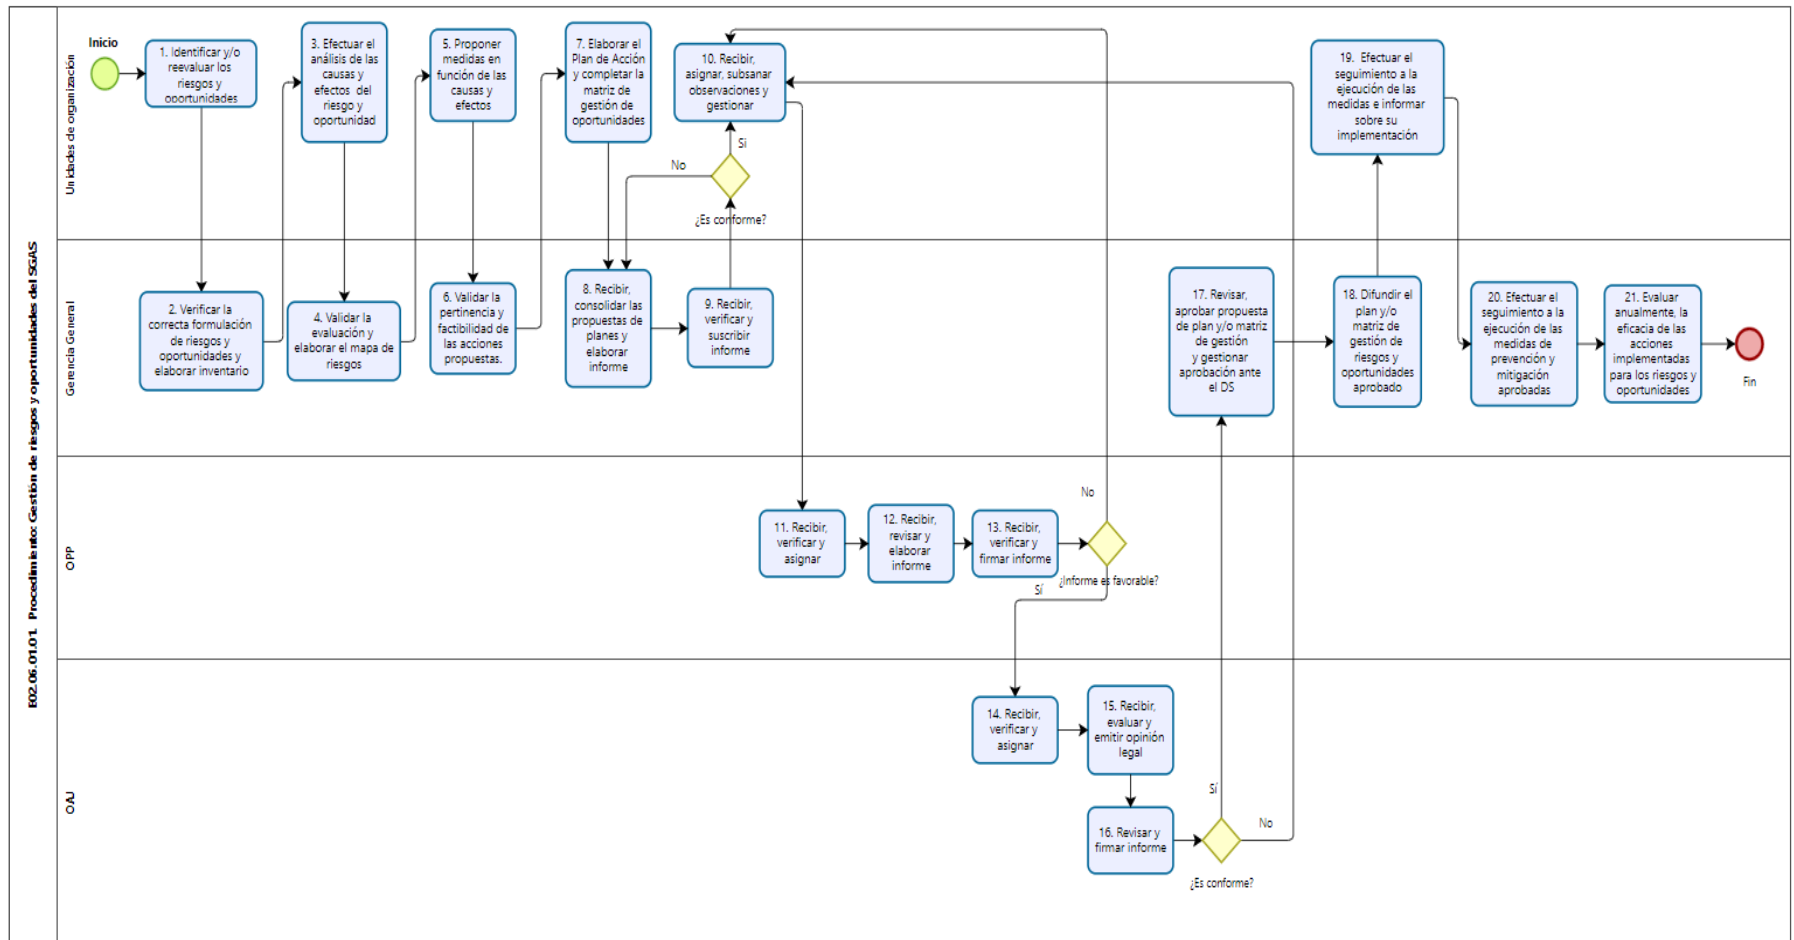 E02.06.01.01. Procedimiento: Gestión de riesgos y oportunidades del SGAS
Unidades de organización
Inicio
1. Identificar y/o
reevaluar los
riesgos y
oportunidades
3. Efectuar el
análisis de las
causas y
efectos del
riesgo y
oportunidad
5. Proponer
medidas en
función de las
causas y
efectos
7. Elaborar el
Plan de Acción
y completar la
matriz de
gestión de
oportunidades
10. Recibir,
asignar, subsanar
observaciones y
gestionar
Si
No
¿Es conforme?
19. Efectuar el
seguimiento a la
ejecución de las
medidas e informar
sobre su
implementación
Gerencia General
2. Verificar la
correcta formulación
de riesgos y
oportunidades y
elaborar inventario
4. Validar la
evaluación y
elaborar el mapa de
riesgos
6. Validar la
pertinencia y
factibilidad de
las acciones
propuestas.
8. Recibir,
consolidar las
propuestas de
planes y
elaborar
informe
9. Recibir,
verificar y
suscribir
informe
17. Revisar,
aprobar propuesta
de plan y/o matriz
de gestión
y gestionar
aprobación ante
el DS
18. Difundir el
plan y/o
matriz de
gestión de
riesgos y
oportunidades
aprobado
20. Efectuar el
seguimiento a la
ejecución de las
medidas de
prevención y
mitigación
aprobadas
21. Evaluar
anualmente, la
eficacia de las
acciones
implementadas
para los riesgos y
oportunidades
Fin
OPP
11. Recibir,
verificar y
asignar
12. Recibir,
revisar y
elaborar
informe
13. Recibir,
verificar y
firmar informe
No
¿Informe es favorable?
Sí
OAJ
14. Recibir,
verificar y
asignar
15. Recibir,
evaluar y
emitir opinión
legal
16. Revisar y
firmar informe
Sí
No
¿Es conforme?